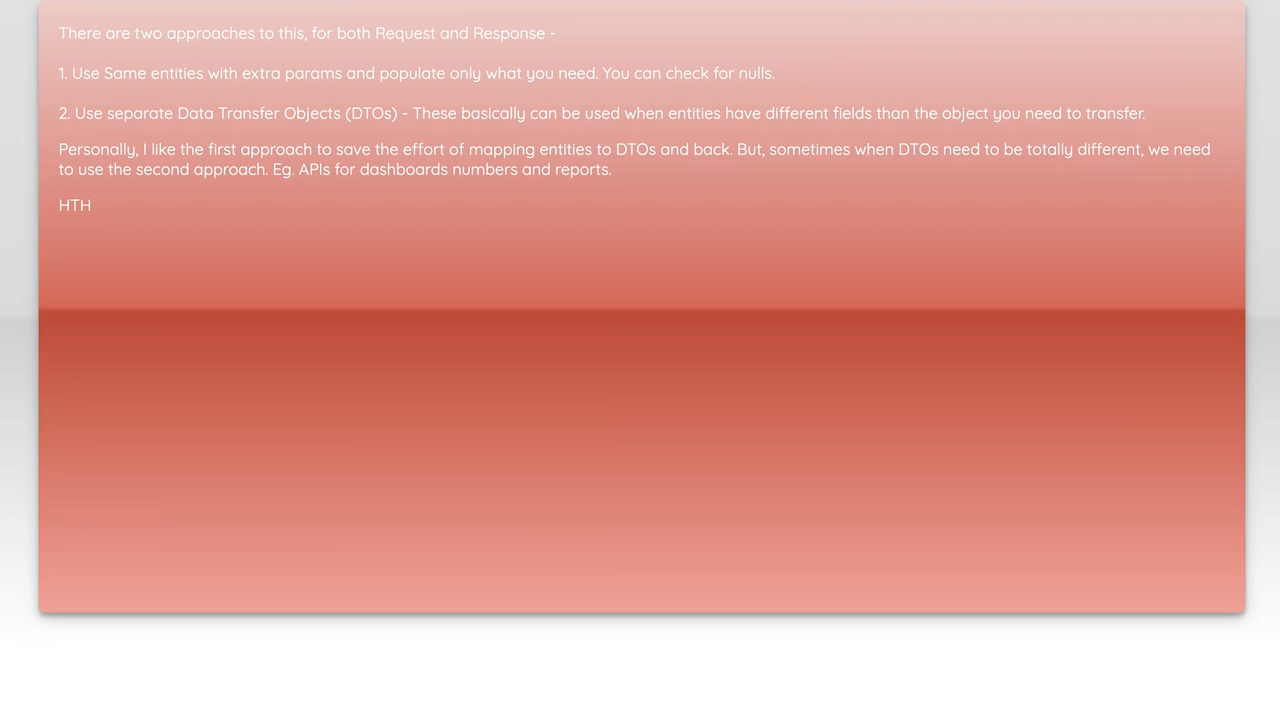 There are two approaches to this, for both Request and Response -
1. Use Same entities with extra params and populate only what you need. You can check for nulls.
2. Use separate Data Transfer Objects (DTOs) - These basically can be used when entities have different fields than the object you need to transfer.
Personally, I like the first approach to save the effort of mapping entities to DTOs and back. But, sometimes when DTOs need to be totally different, we need
to use the second approach. Eg. APIs for dashboards numbers and reports.
HTH